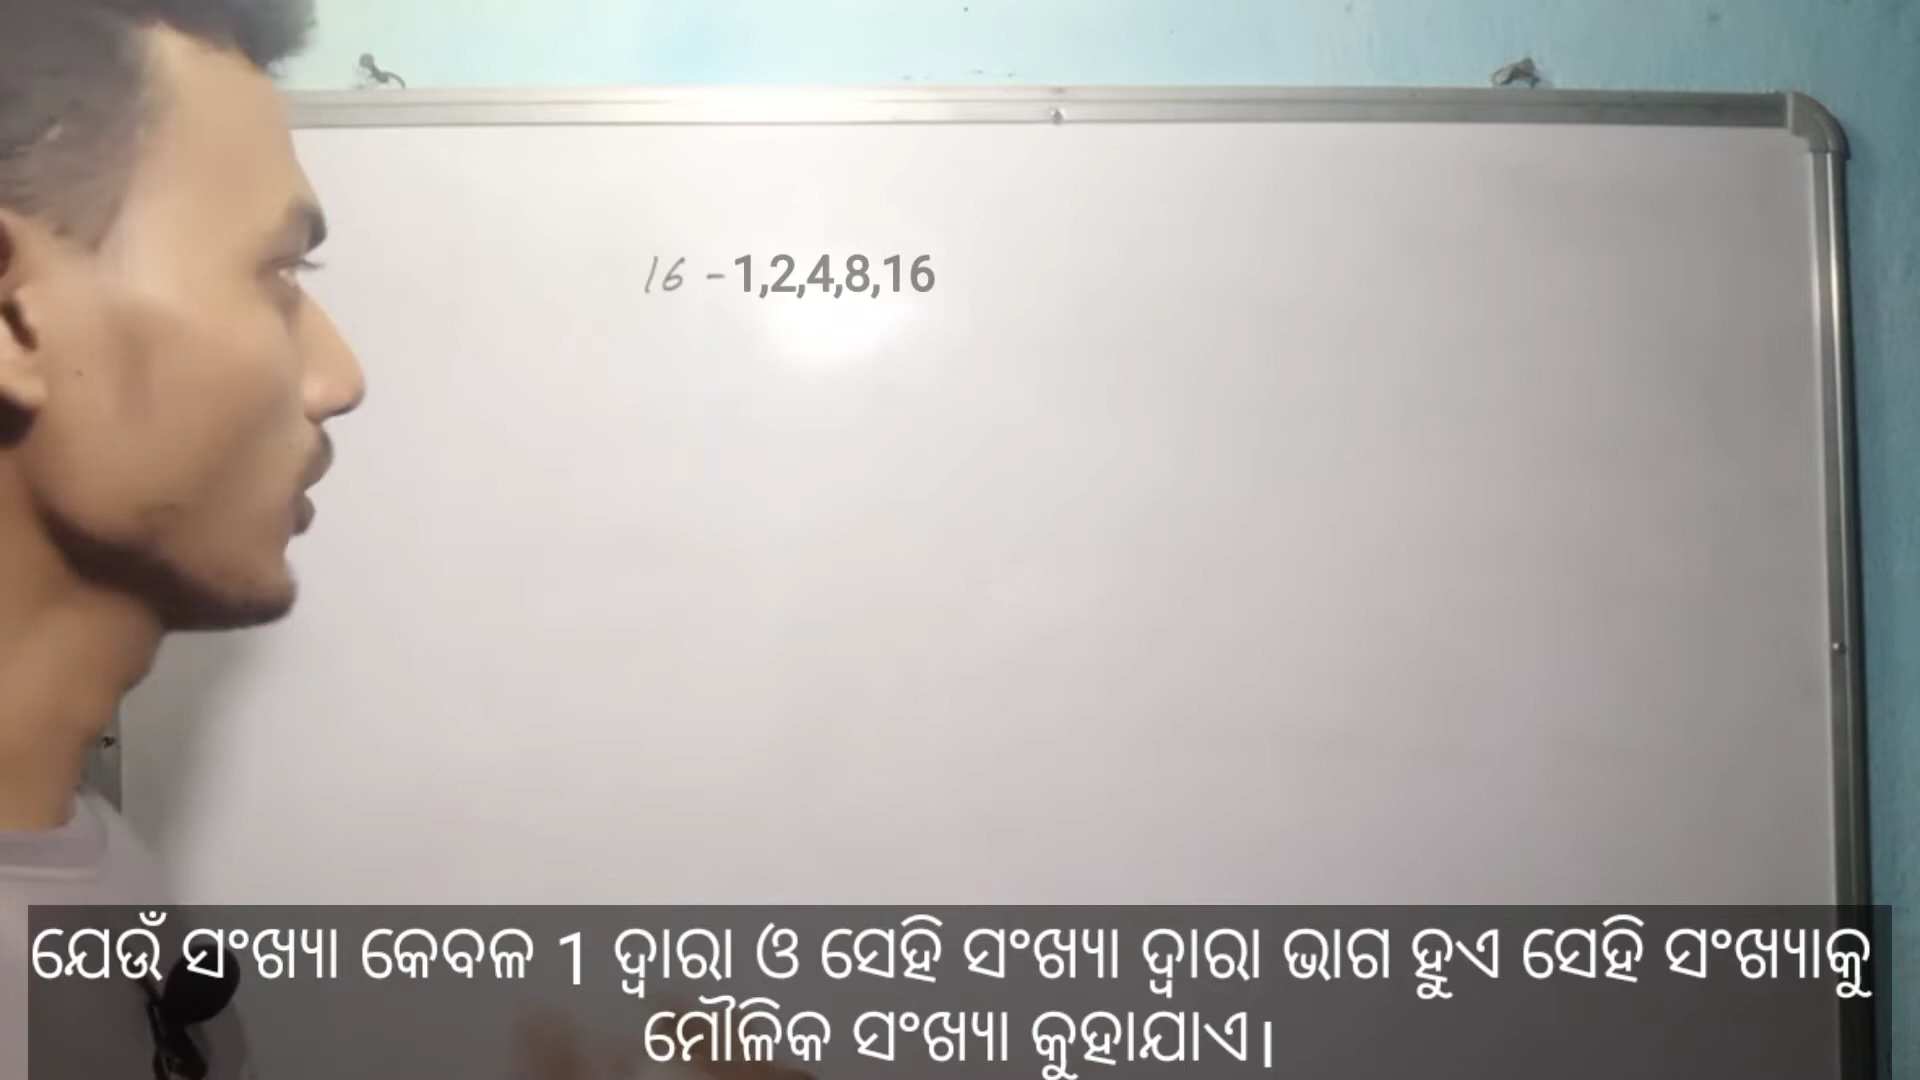 16 - 1,2,4,8,16
ଯେଉଁ ସଂଖ୍ୟା କେବଳ 1 ଦ୍ୱାରା ଓ ସେହି ସଂଖ୍ୟା ଦ୍ୱାରା ଭାଗ ହୁଏ ସେହି ସଂଖ୍ୟାକୁ
ମୌଳିକ ସଂଖ୍ୟା କୁହାଯାଏ।